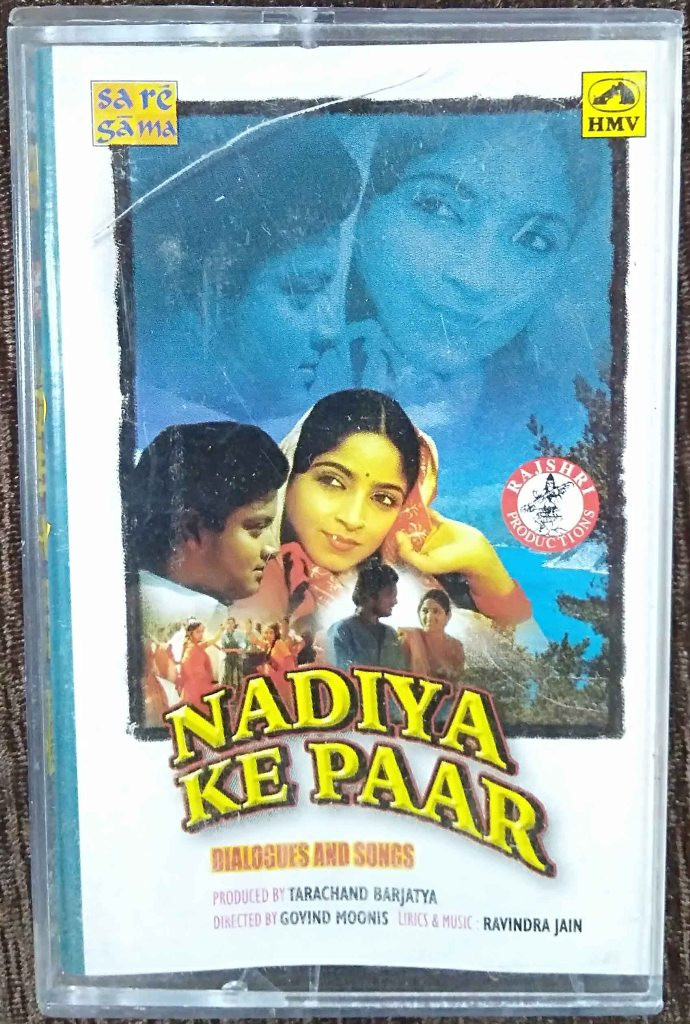 sa rē
gāma
HMV
RAJSHRI
PRODUCTIONS
NADIYA
KE PAAR
DIALOGUES AND SONGS
PRODUCED BY TARACHAND BARJATYA
DIRECTED BY GOVIND MOONIS LIRICS & MUSIC : RAVINDRA JAIN